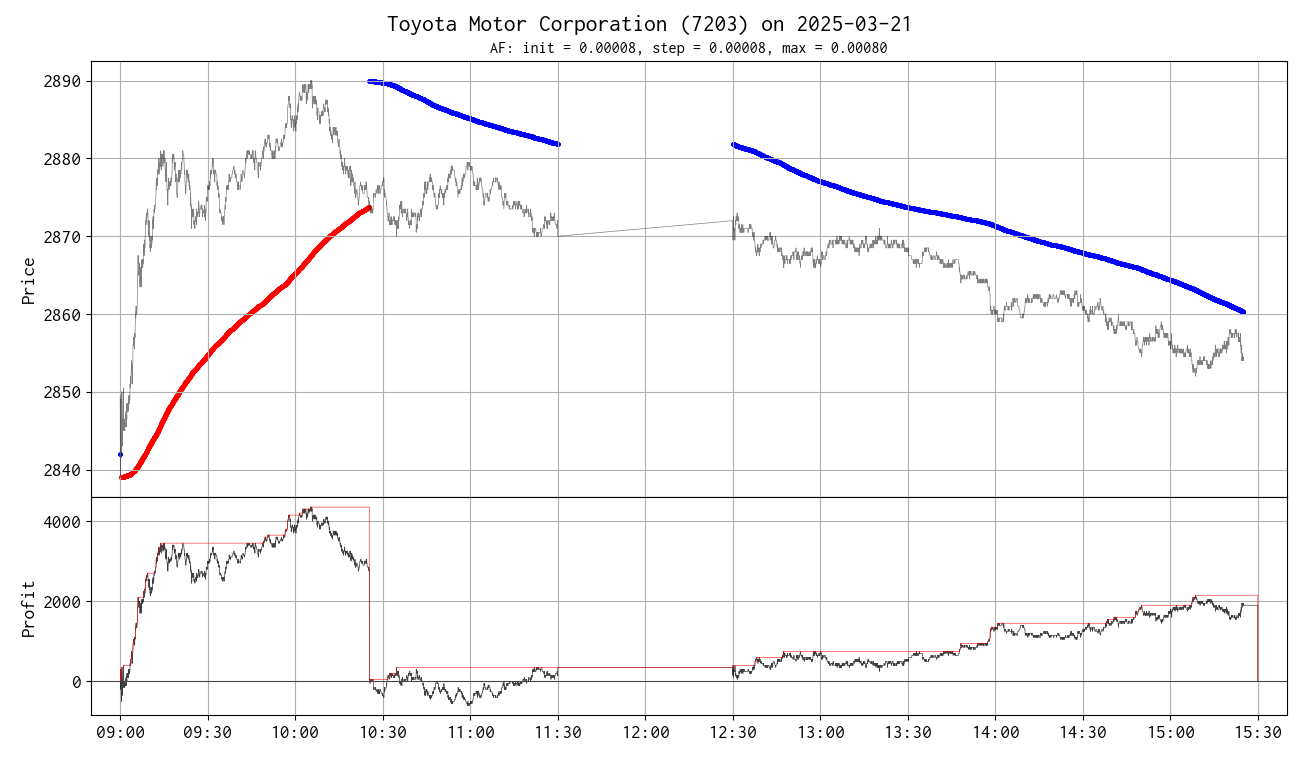 Toyota Motor Corporation (7203) on 2025-03-21
AF: init = 0.00008, step = 0.00008, max = 0.00080
Price
2890
2880
2870
2860
2850
2840
Profit
4000
2000
0
09:00 09:30 10:00 10:30 11:00 11:30 12:00 12:30 13:00 13:30 14:00 14:30 15:00 15:30